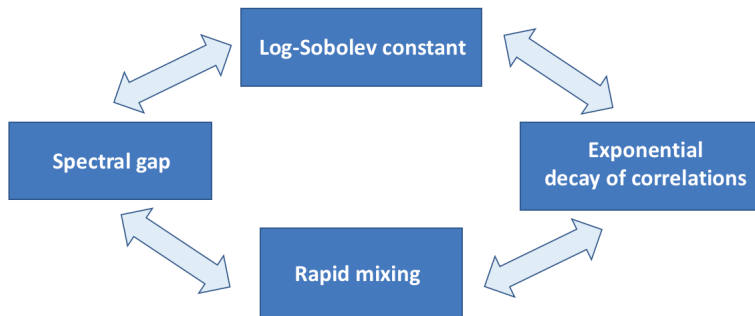 Log-Sobolev constant
Spectral gap
Exponential
decay of correlations
Rapid mixing